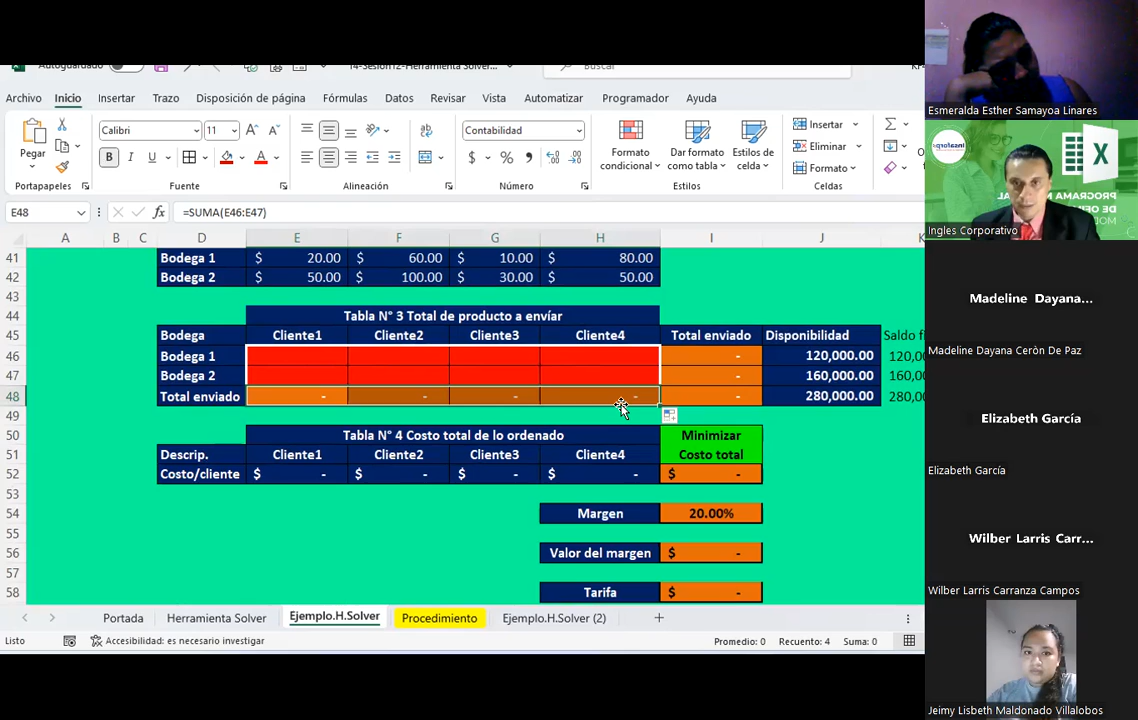 Autoguardado
14-Sesion12-Herramienta Solver...
Buscar
Archivo Inicio Insertar Trazo Disposición de página Fórmulas Datos Revisar Vista Automatizar Programador Ayuda
Pegar
Calibri 11
N K S
Contabilidad
$ % 000
Formato condicional
Dar formato como tabla
Estilos de celda
Insertar
Eliminar
Formato
Portapapeles Fuente Alineación Número Estilos Celdas
E48 fx =SUMA(E46:E47)
A B C D E F G H I J K
41 Bodega 1 $ 20.00 $ 60.00 $ 10.00 $ 80.00
42 Bodega 2 $ 50.00 $ 100.00 $ 30.00 $ 50.00
43
44 Tabla N° 3 Total de producto a envíar
45 Bodega Cliente1 Cliente2 Cliente3 Cliente4 Total enviado Disponibilidad Saldo f
46 Bodega 1 - 120,000.00 120,0
47 Bodega 2 - 160,000.00 160,0
48 Total enviado - - - - - 280,000.00 280,0
49
50 Tabla N° 4 Costo total de lo ordenado Minimizar
51 Descrip. Cliente1 Cliente2 Cliente3 Cliente4 Costo total
52 Costo/cliente $ - $ - $ - $ - $ -
53
54 Margen 20.00%
55
56 Valor del margen $ -
57
58 Tarifa $ -
Portada Herramienta Solver Ejemplo.H.Solver Procedimiento Ejemplo.H.Solver (2)
Listo Accesibilidad: es necesario investigar Promedio: 0 Recuento: 4 Suma: 0
Esmeralda Esther Samayoa Linares
Ingles Corporativo
Madeline Dayana...
Madeline Dayana Cerón De Paz
Elizabeth García
Elizabeth García
Wilber Larris Carr...
Wilber Larris Carranza Campos
Jeimy Lisbeth Maldonado Villalobos